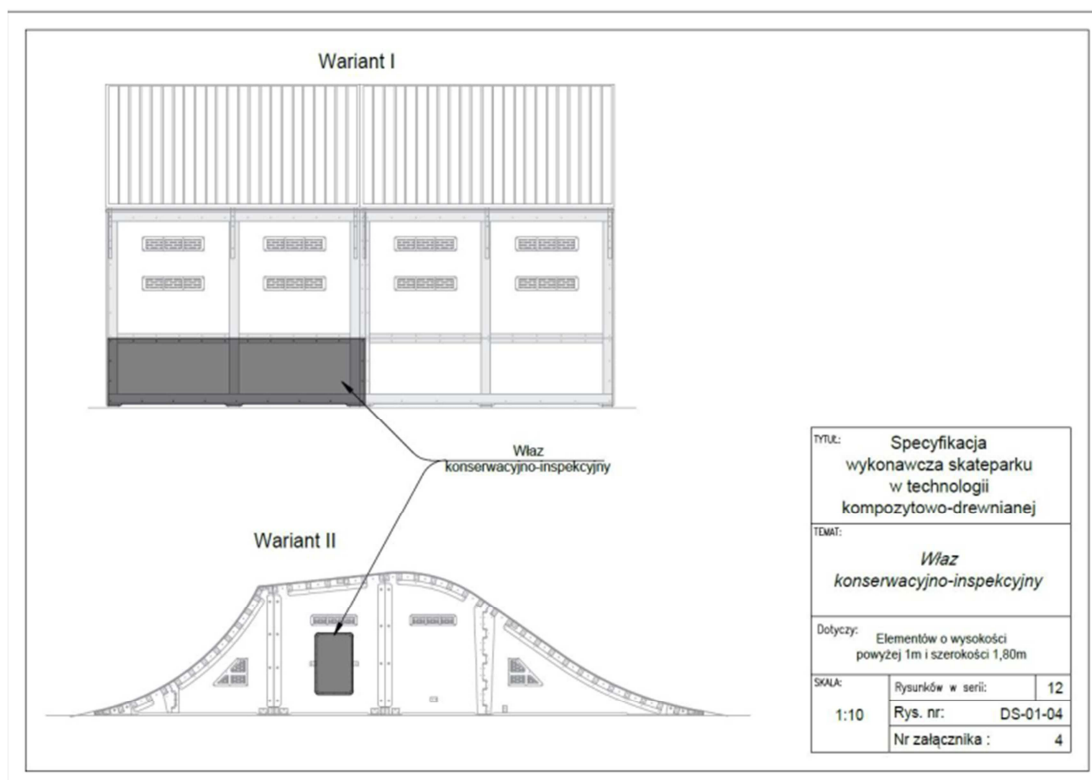 Wariant I
Właz
konserwacyjno-inspekcyjny
Wariant II
TYTUŁ:
Specyfikacja
wykonawcza skateparku
w technologii
kompozytowo-drewnianej
TEMAT:
Właz
konserwacyjno-inspekcyjny
Dotyczy:
Elementów o wysokości
powyżej 1m i szerokości 1,80m
SKALA:
1:10
Rysunków w serii: 12
Rys. nr: DS-01-04
Nr załącznika : 4